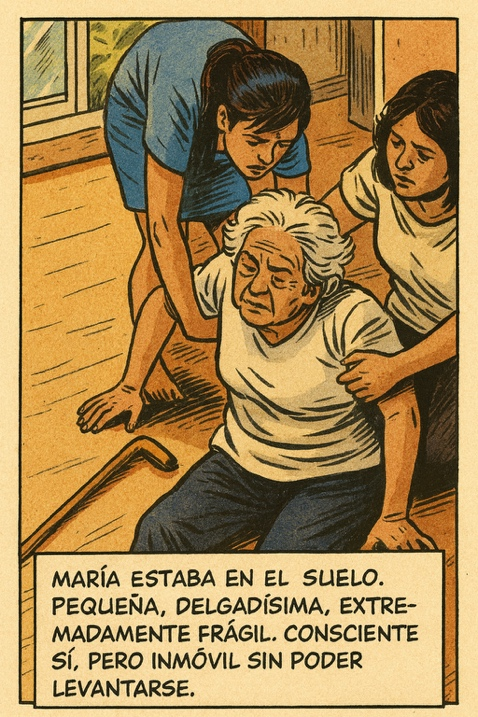 MARÍA ESTABA EN EL SUELO.
PEQUEÑA, DELGADÍSIMA, EXTRE-
MADAMENTE FRÁGIL. CONSCIENTE
SÍ, PERO INMÓVIL SIN PODER
LEVANTARSE.